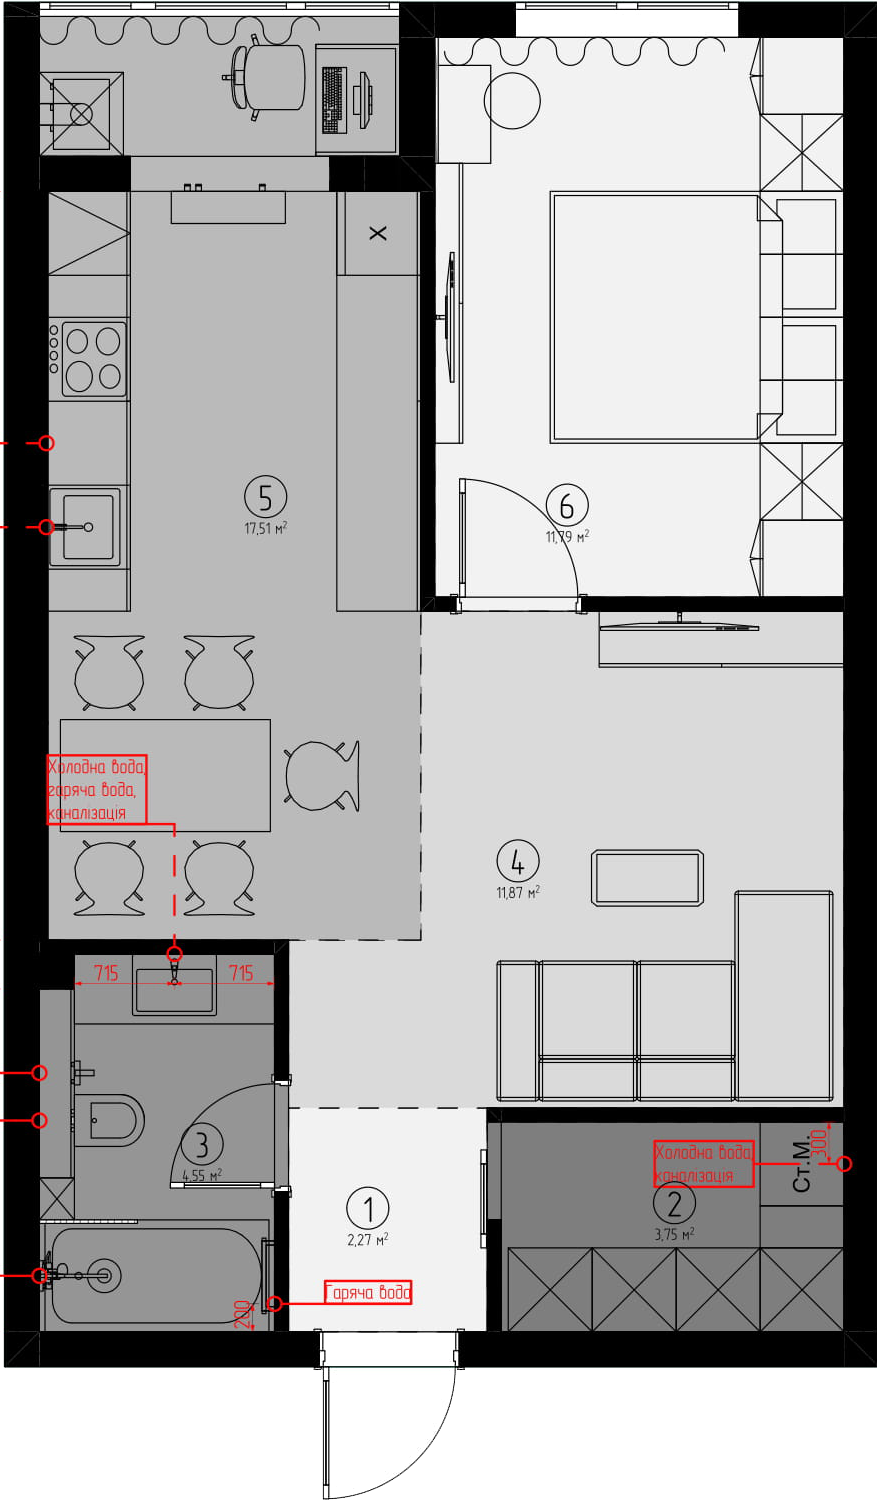 X
5
17,51 м²
6
11,79 м²
Холодна вода,
гаряча вода,
каналізація
4
11,87 м²
715
715
3
4,55 м²
1
2,27 м²
Холодна вода,
каналізація
Ст.М.
300
2
3,75 м²
Гаряча вода
200